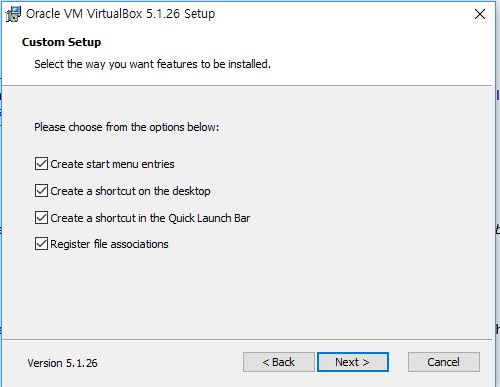 Oracle VM VirtualBox 5.1.26 Setup
Custom Setup
Select the way you want features to be installed.
Please choose from the options below:
Create start menu entries
Create a shortcut on the desktop
Create a shortcut in the Quick Launch Bar
Register file associations
Version 5.1.26
< Back
Next >
Cancel